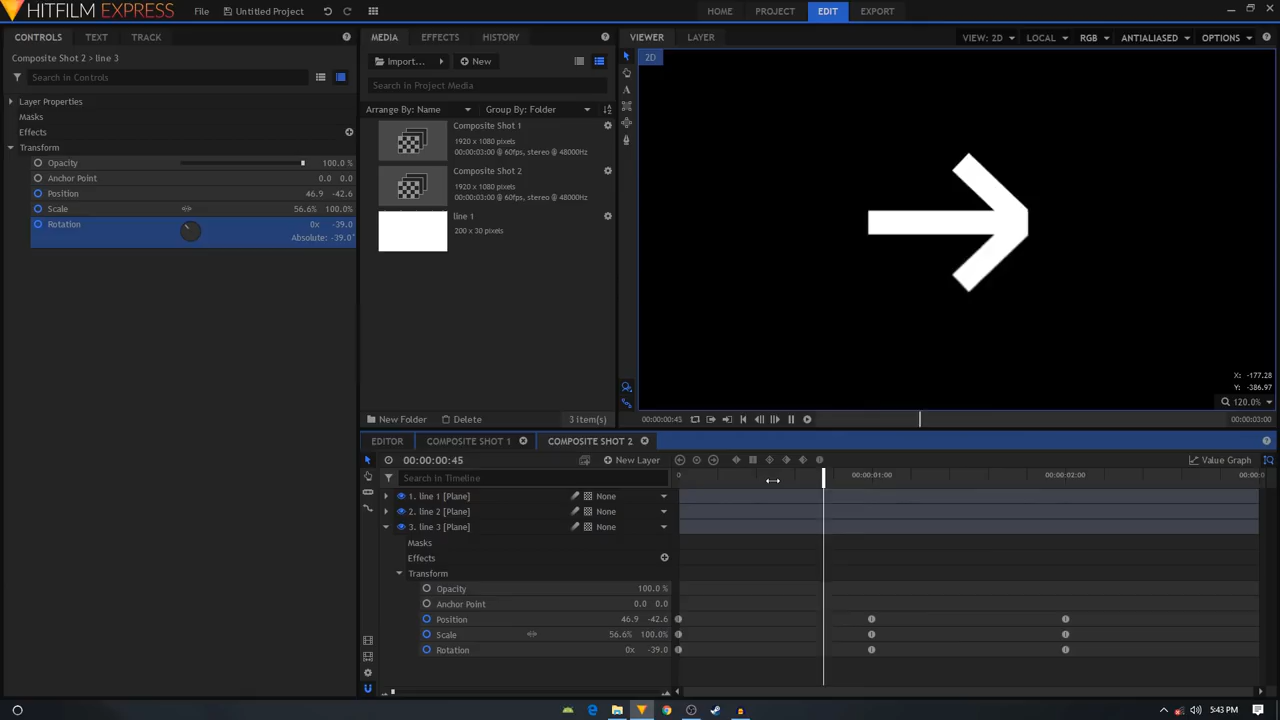 HITFILM EXPRESS File Untitled Project HOME PROJECT EDIT EXPORT
CONTROLS TEXT TRACK
Composite Shot 2 > line 3
Search in Controls
Layer Properties
Masks
Effects
Transform
Opacity 100.0 %
Anchor Point 0.0 0.0
Position 46.9 -42.6
Scale 56.6% 100.0%
Rotation 0x -39.0
Absolute: -39.0°
MEDIA EFFECTS HISTORY
Import... New
Search in Project Media
Arrange By: Name Group By: Folder
Composite Shot 1
1920 x 1080 pixels
00:00:03:00 @ 60fps, stereo @ 48000Hz
Composite Shot 2
1920 x 1080 pixels
00:00:03:00 @ 60fps, stereo @ 48000Hz
line 1
200 x 30 pixels
New Folder Delete 3 item(s)
VIEWER LAYER VIEW: 2D LOCAL RGB ANTIALIASED OPTIONS
2D
X: -177.28
Y: -386.97
120.0%
00:00:00:45 00:00:03:00
EDITOR COMPOSITE SHOT 1 COMPOSITE SHOT 2
00:00:00:45 New Layer Value Graph
Search in Timeline 0 00:00:01:00 00:00:02:00 00:00:0
1. line 1 [Plane] None
2. line 2 [Plane] None
3. line 3 [Plane] None
Masks
Effects
Transform
Opacity 100.0 %
Anchor Point 0.0 0.0
Position 46.9 -42.6
Scale 56.6% 100.0%
Rotation 0x -39.0
5:43 PM